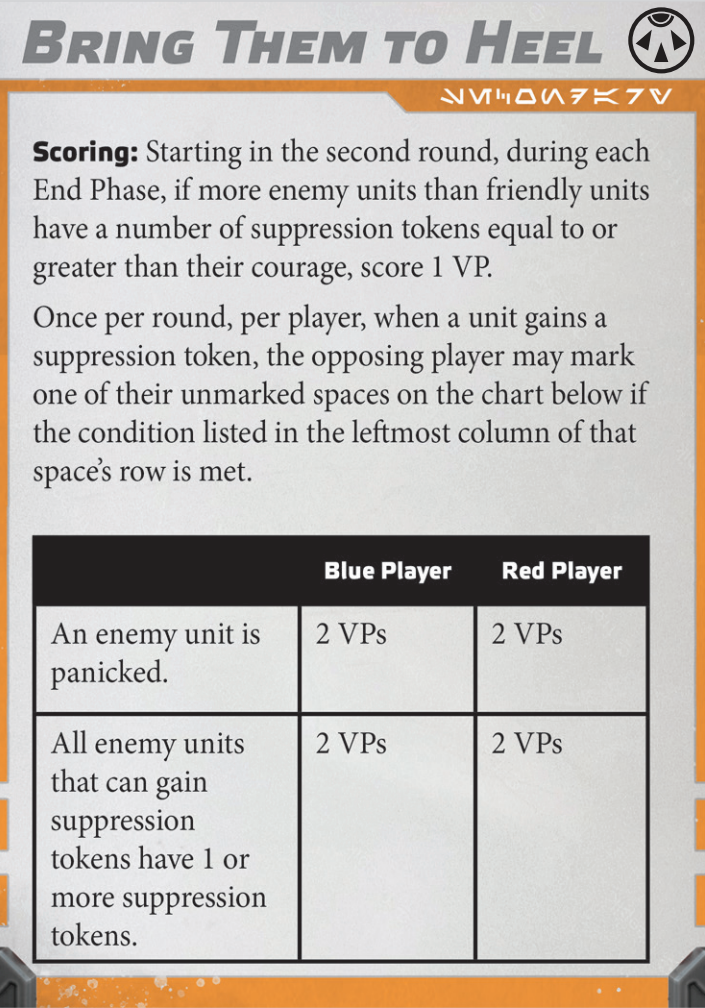 Bring Them to Heel
Scoring: Starting in the second round, during each
End Phase, if more enemy units than friendly units
have a number of suppression tokens equal to or
greater than their courage, score 1 VP.
Once per round, per player, when a unit gains a
suppression token, the opposing player may mark
one of their unmarked spaces on the chart below if
the condition listed in the leftmost column of that
space's row is met.
Blue Player Red Player
An enemy unit is 2 VPs 2 VPs
panicked.
All enemy units 2 VPs 2 VPs
that can gain
suppression
tokens have 1 or
more suppression
tokens.